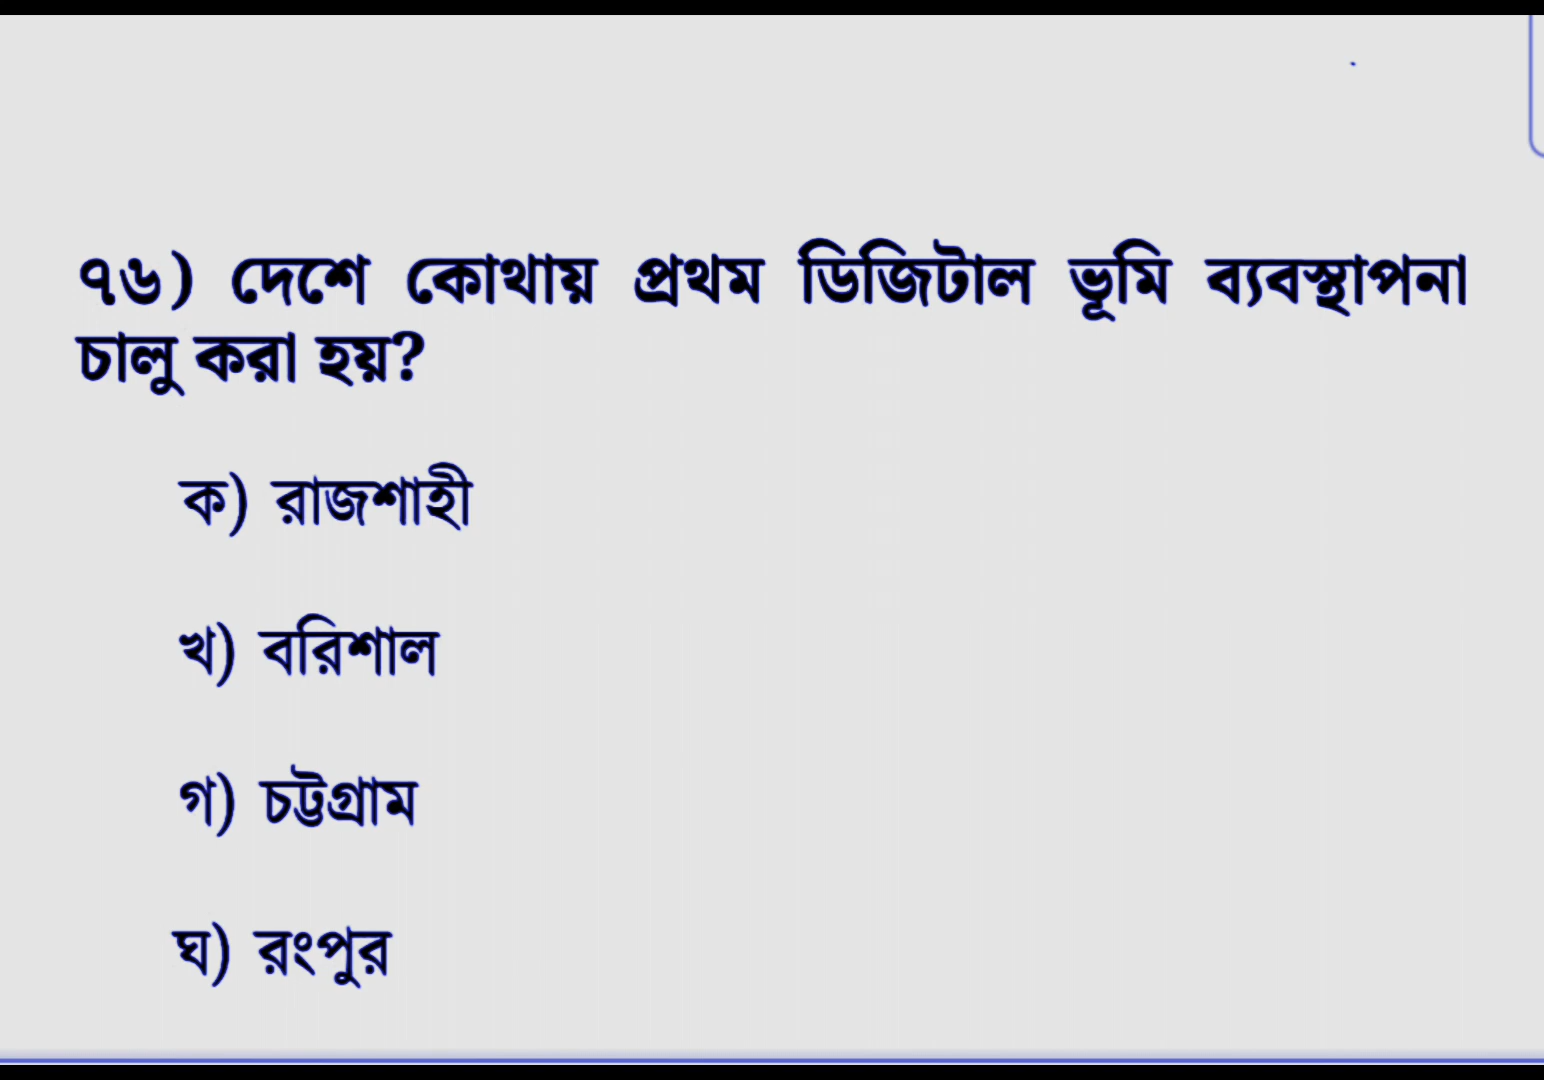 ৭৬) দেশে কোথায় প্রথম ডিজিটাল ভূমি ব্যবস্থাপনা
চালু করা হয়?
ক) রাজশাহী
খ) বরিশাল
গ) চট্টগ্রাম
ঘ) রংপুর